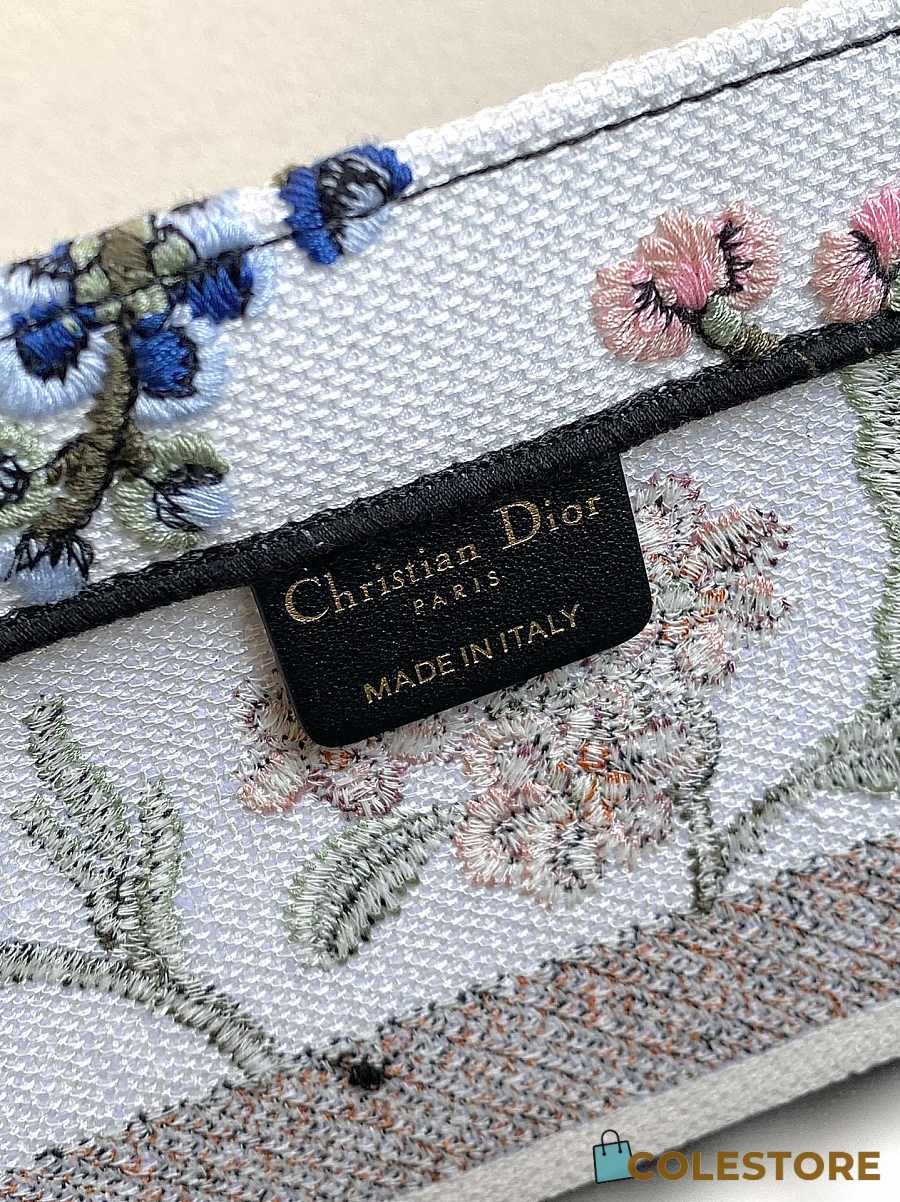 Christian Dior
PARIS
MADE IN ITALY
COLESTORE